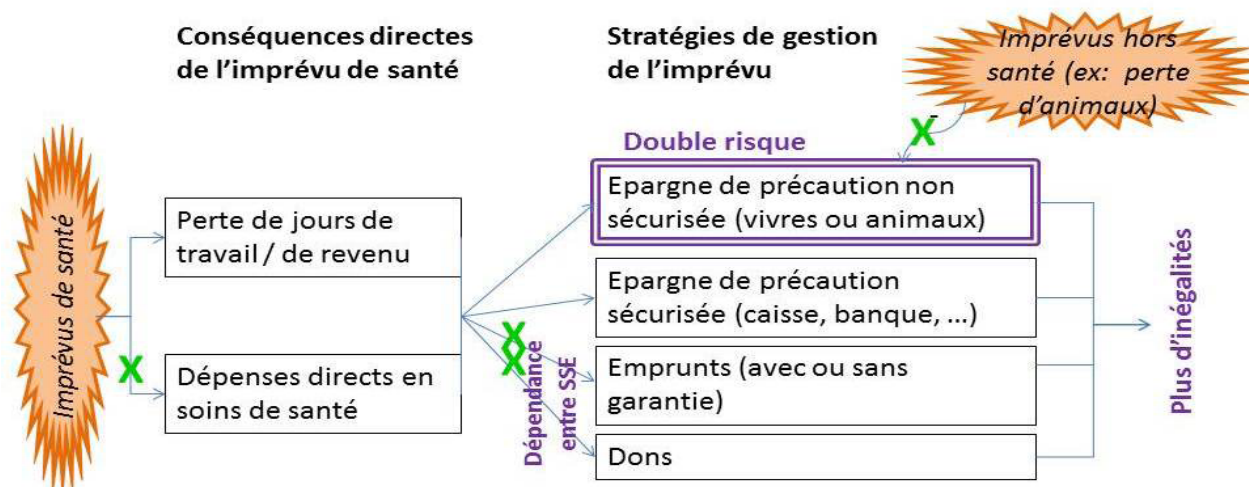 Conséquences directes
de l'imprévu de santé
Stratégies de gestion
de l'imprévu
Imprévus hors
santé (ex: perte
d'animaux)
X
-
Double risque
Imprévus de santé
X
Perte de jours de
travail / de revenu
Dépenses directs en
soins de santé
X
X
Dépendance
entre SSE
Epargne de précaution non
sécurisée (vivres ou animaux)
Epargne de précaution
sécurisée (caisse, banque, ...)
Emprunts (avec ou sans
garantie)
Dons
Plus d'inégalités